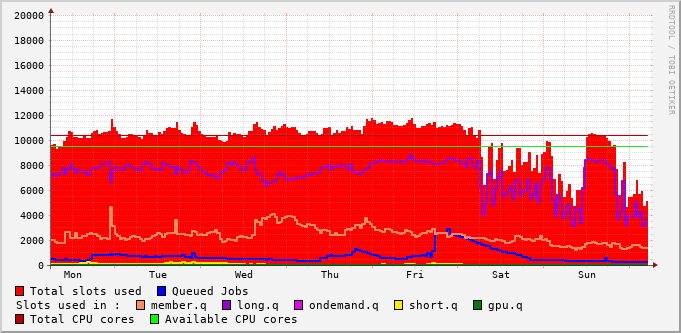 20000
18000
16000
14000
12000
10000
8000
6000
4000
2000
0
Mon Tue Wed Thu Fri Sat Sun
RRDTOOL / TOBI OETIKER
Total slots used Queued Jobs
Slots used in : member.q long.q ondemand.q short.q gpu.q
Total CPU cores Available CPU cores